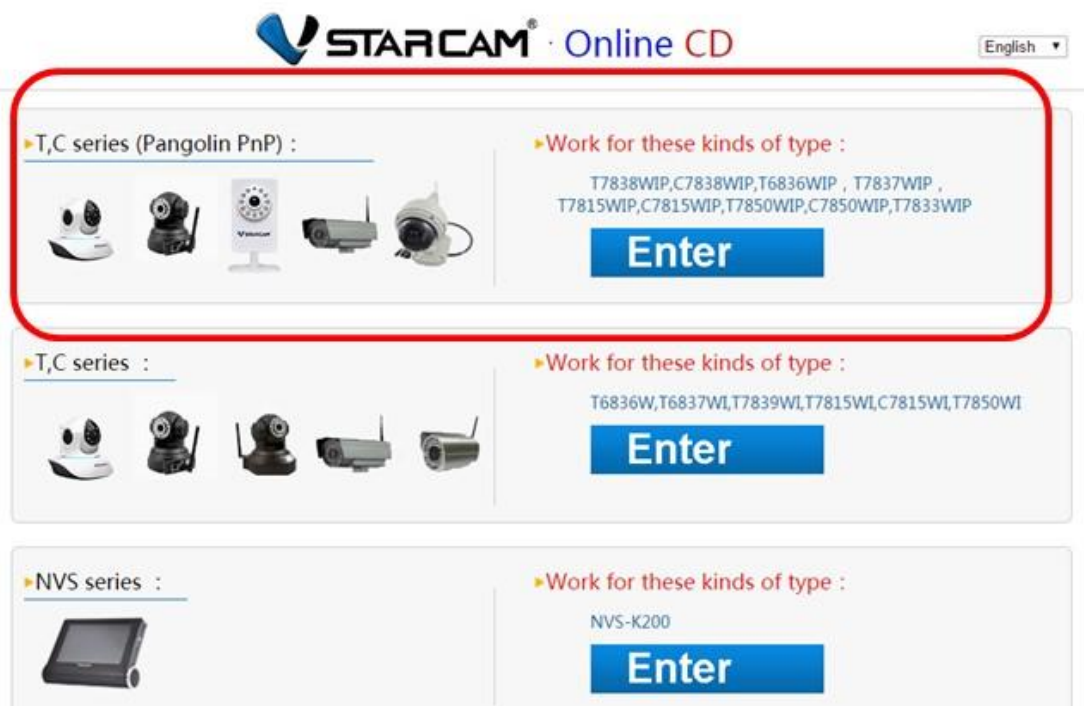 VSTARCAM® · Online CD
English
T,C series (Pangolin PnP) :
Work for these kinds of type :
T7838WIP,C7838WIP,T6836WIP , T7837WIP ,
T7815WIP,C7815WIP,T7850WIP,C7850WIP,T7833WIP
Enter
T,C series :
Work for these kinds of type :
T6836W,T6837WI,T7839WI,T7815WI,C7815WI,T7850WI
Enter
NVS series :
Work for these kinds of type :
NVS-K200
Enter